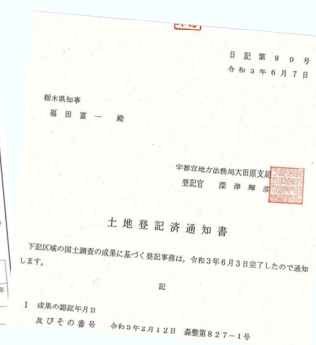 日記第80号
令和3年6月7日
栃木県知事
福田富一 殿
宇都宮地方法務局大田原支局
登記官 深津輝彦
土地登記済通知書
下記区域の国土調査の成果に基づく登記事務は、令和3年6月3日完了したので通知
します。
記
1 成果の認証年月日
及びその番号 令和3年2月12日 森整第827-1号